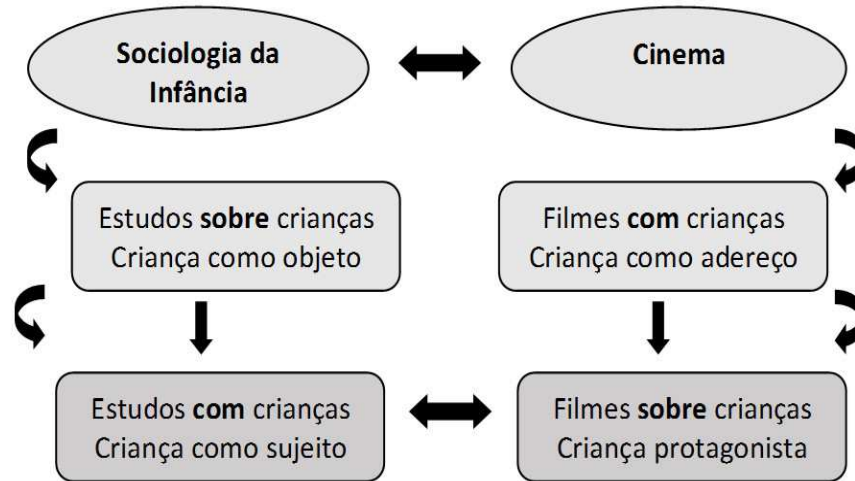 Sociologia da
Infância
Cinema
Estudos sobre crianças
Criança como objeto
Filmes com crianças
Criança como adereço
Estudos com crianças
Criança como sujeito
Filmes sobre crianças
Criança protagonista